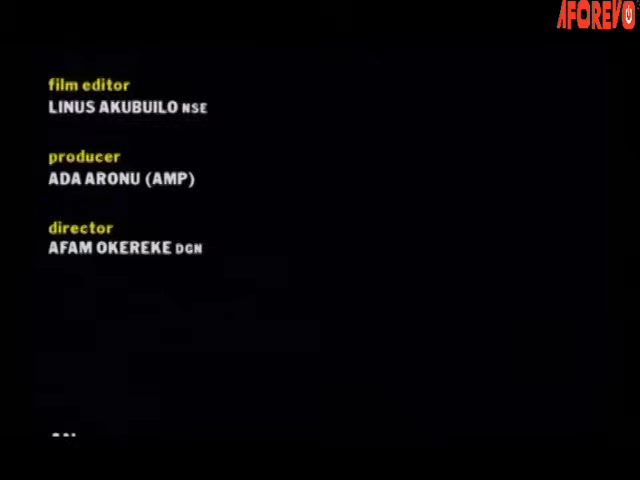 AFOREVO
film editor
LINUS AKUBUILO NSE
producer
ADA ARONU (AMP)
director
AFAM OKEREKE DGN